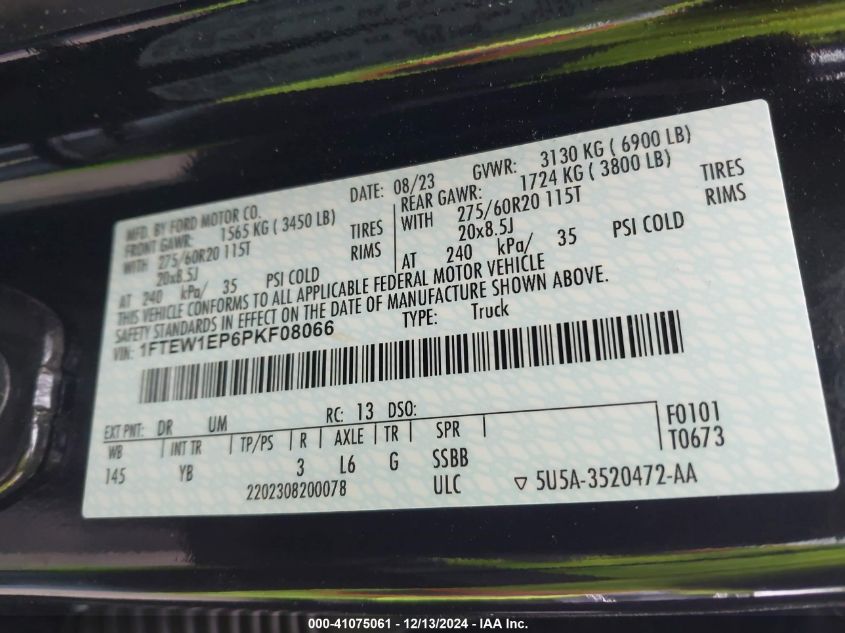 MFD. BY FORD MOTOR CO. DATE: 08/23 GVWR: 3130 KG ( 6900 LB)
FRONT GAWR: 1565 KG ( 3450 LB) REAR GAWR: 1724 KG ( 3800 LB)
WITH 275/60R20 115T TIRES WITH 275/60R20 115T TIRES
20x8.5J RIMS 20x8.5J RIMS
AT 240 kPa/ 35 PSI COLD AT 240 kPa/ 35 PSI COLD
THIS VEHICLE CONFORMS TO ALL APPLICABLE FEDERAL MOTOR VEHICLE
SAFETY STANDARDS IN EFFECT ON THE DATE OF MANUFACTURE SHOWN ABOVE.
VIN: 1FTEW1EP6PKF08066 TYPE: Truck
EXT PNT: DR UM RC: 13 DSO: F0101
WB INT TR TP/PS R AXLE TR SPR T0673
145 YB 3 L6 G SSBB
2202308200078 ULC ▽ 5U5A-3520472-AA
000-41075061 - 12/13/2024 - IAA Inc.